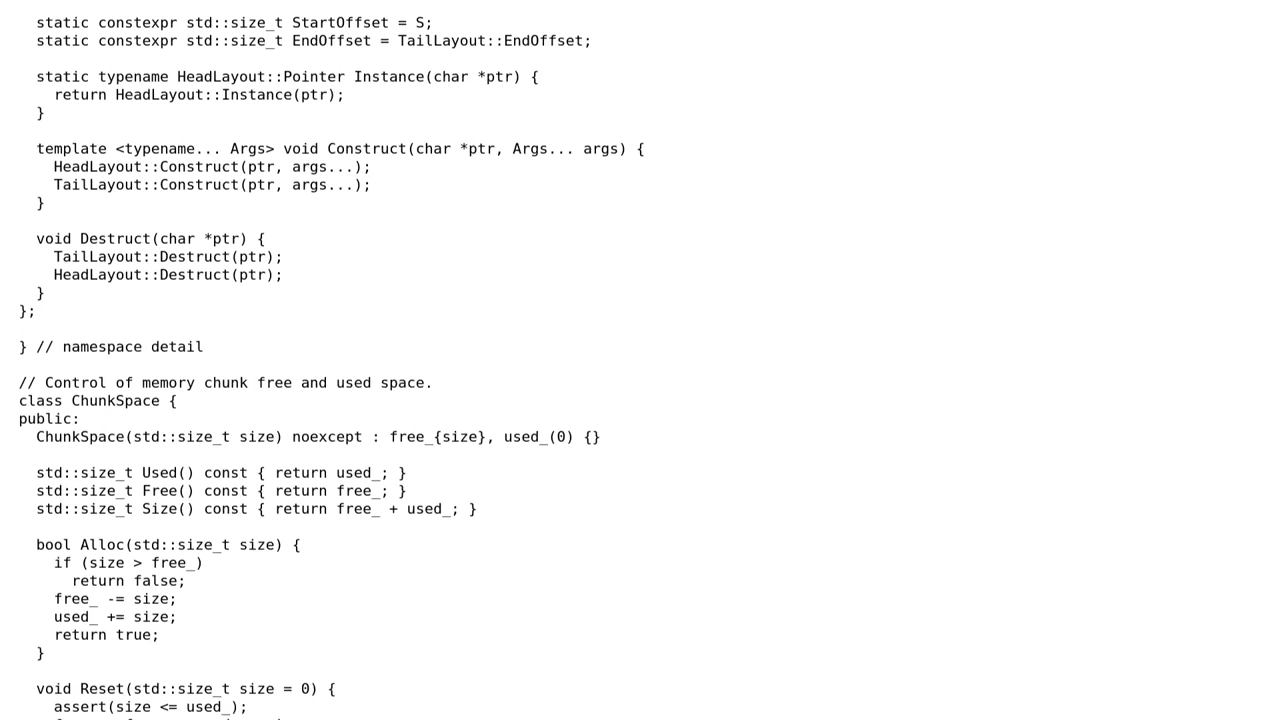 static constexpr std::size_t StartOffset = S;
static constexpr std::size_t EndOffset = TailLayout::EndOffset;
static typename HeadLayout::Pointer Instance(char *ptr) {
return HeadLayout::Instance(ptr);
}
template <typename... Args> void Construct(char *ptr, Args... args) {
HeadLayout::Construct(ptr, args...);
TailLayout::Construct(ptr, args...);
}
void Destruct(char *ptr) {
TailLayout::Destruct(ptr);
HeadLayout::Destruct(ptr);
}
};
} // namespace detail
// Control of memory chunk free and used space.
class ChunkSpace {
public:
ChunkSpace(std::size_t size) noexcept : free_{size}, used_(0) {}
std::size_t Used() const { return used_; }
std::size_t Free() const { return free_; }
std::size_t Size() const { return free_ + used_; }
bool Alloc(std::size_t size) {
if (size > free_)
return false;
free_ -= size;
used_ += size;
return true;
}
void Reset(std::size_t size = 0) {
assert(size <= used_);